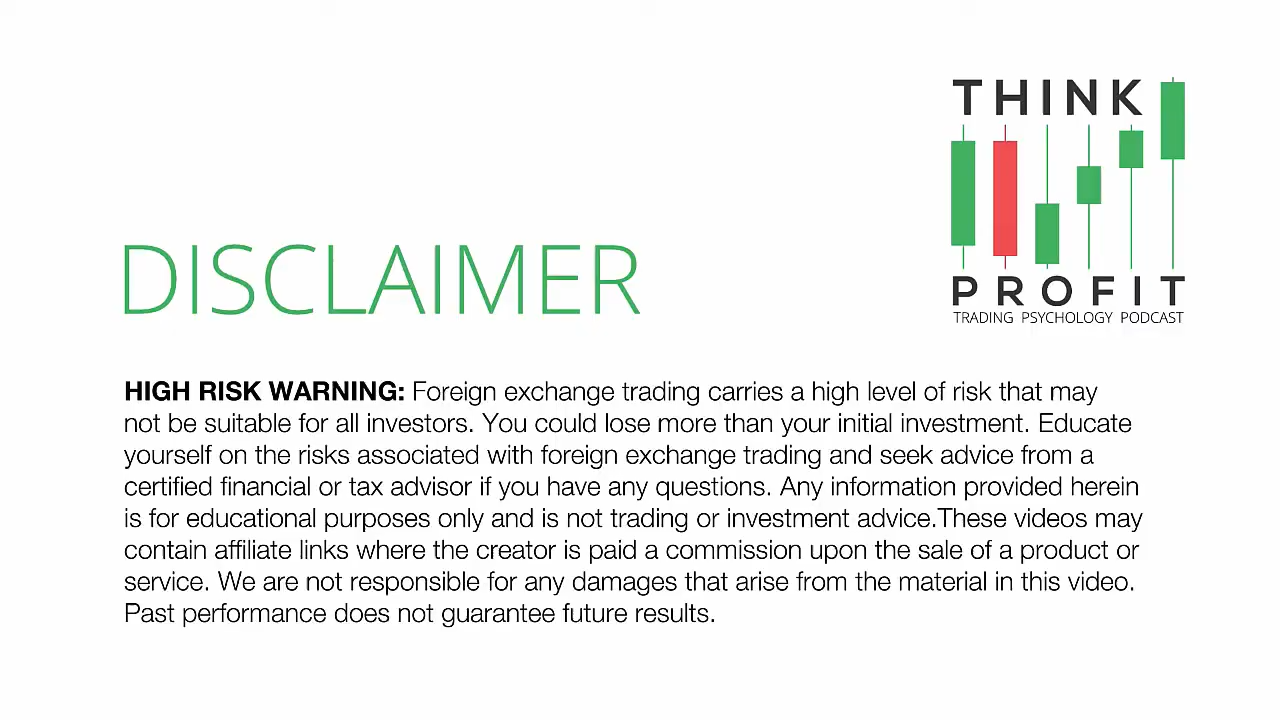 THINK
PROFIT
TRADING PSYCHOLOGY PODCAST
DISCLAIMER
HIGH RISK WARNING: Foreign exchange trading carries a high level of risk that may
not be suitable for all investors. You could lose more than your initial investment. Educate
yourself on the risks associated with foreign exchange trading and seek advice from a
certified financial or tax advisor if you have any questions. Any information provided herein
is for educational purposes only and is not trading or investment advice.These videos may
contain affiliate links where the creator is paid a commission upon the sale of a product or
service. We are not responsible for any damages that arise from the material in this video.
Past performance does not guarantee future results.